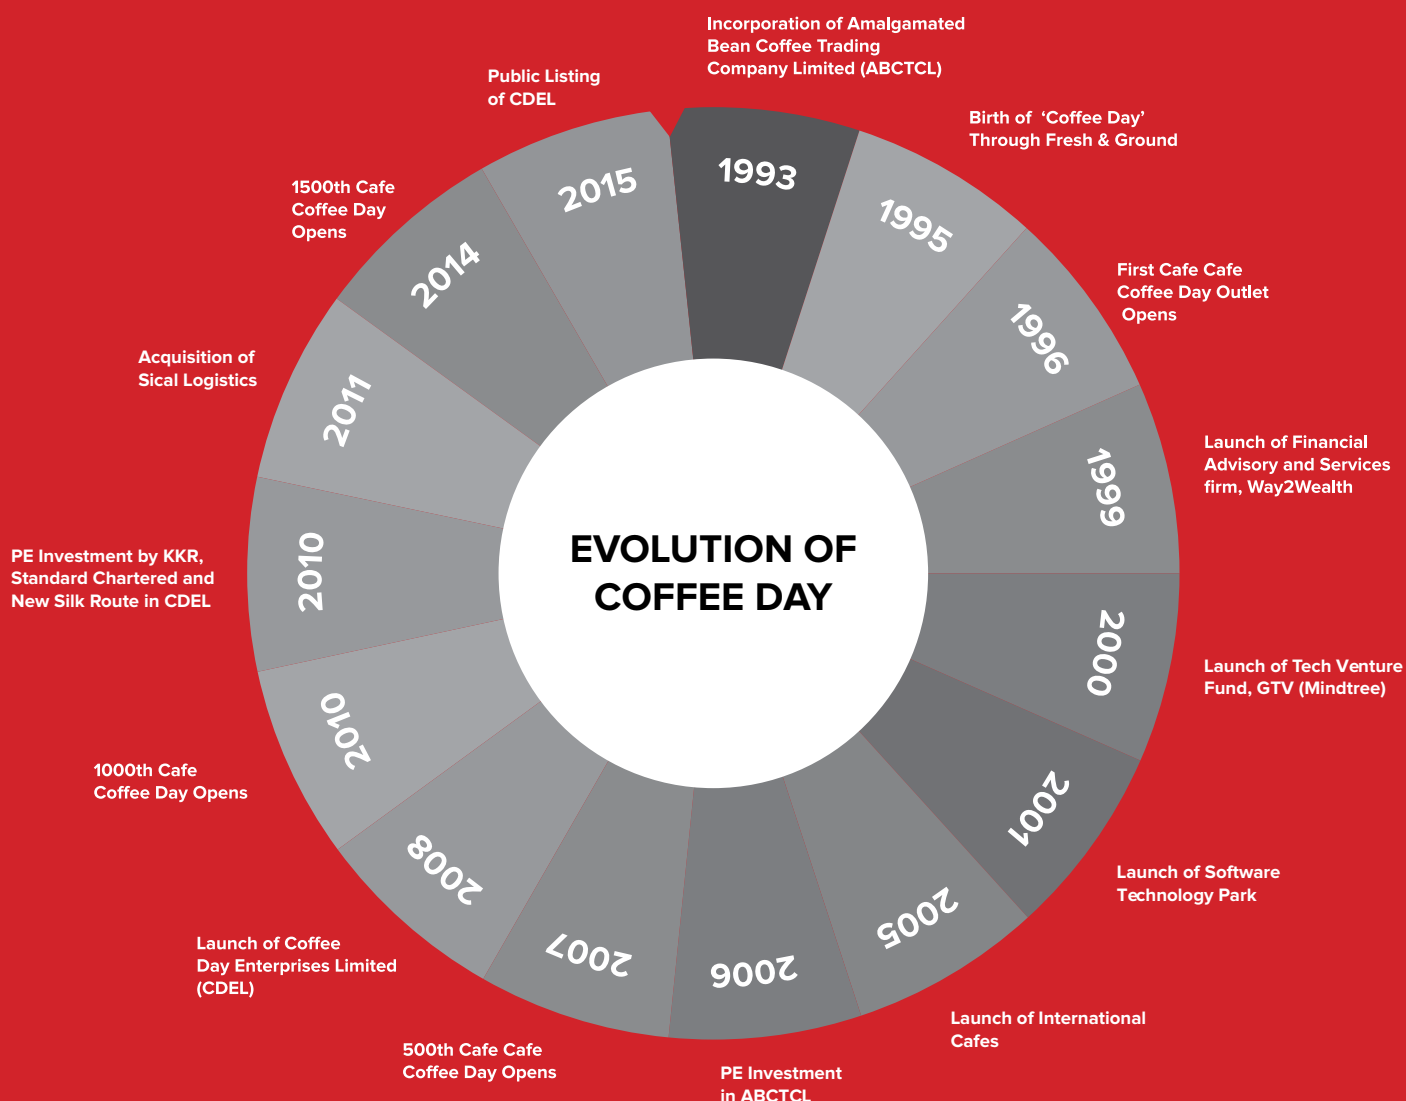 Incorporation of Amalgamated
Bean Coffee Trading
Company Limited (ABCTCL)
1993
Birth of ‘Coffee Day’
Through Fresh & Ground
1995
First Cafe Cafe
Coffee Day Outlet
Opens
1996
Launch of Financial
Advisory and Services
firm, Way2Wealth
1999
Launch of Tech Venture
Fund, GTV (Mindtree)
2000
Launch of Software
Technology Park
2001
Launch of International
Cafes
2005
PE Investment
in ABCTCL
2006
500th Cafe Cafe
Coffee Day Opens
2007
Launch of Coffee
Day Enterprises Limited
(CDEL)
2008
1000th Cafe
Coffee Day Opens
2010
PE Investment by KKR,
Standard Chartered and
New Silk Route in CDEL
2010
Acquisition of
Sical Logistics
2011
1500th Cafe
Coffee Day
Opens
2014
Public Listing
of CDEL
2015
EVOLUTION OF
COFFEE DAY